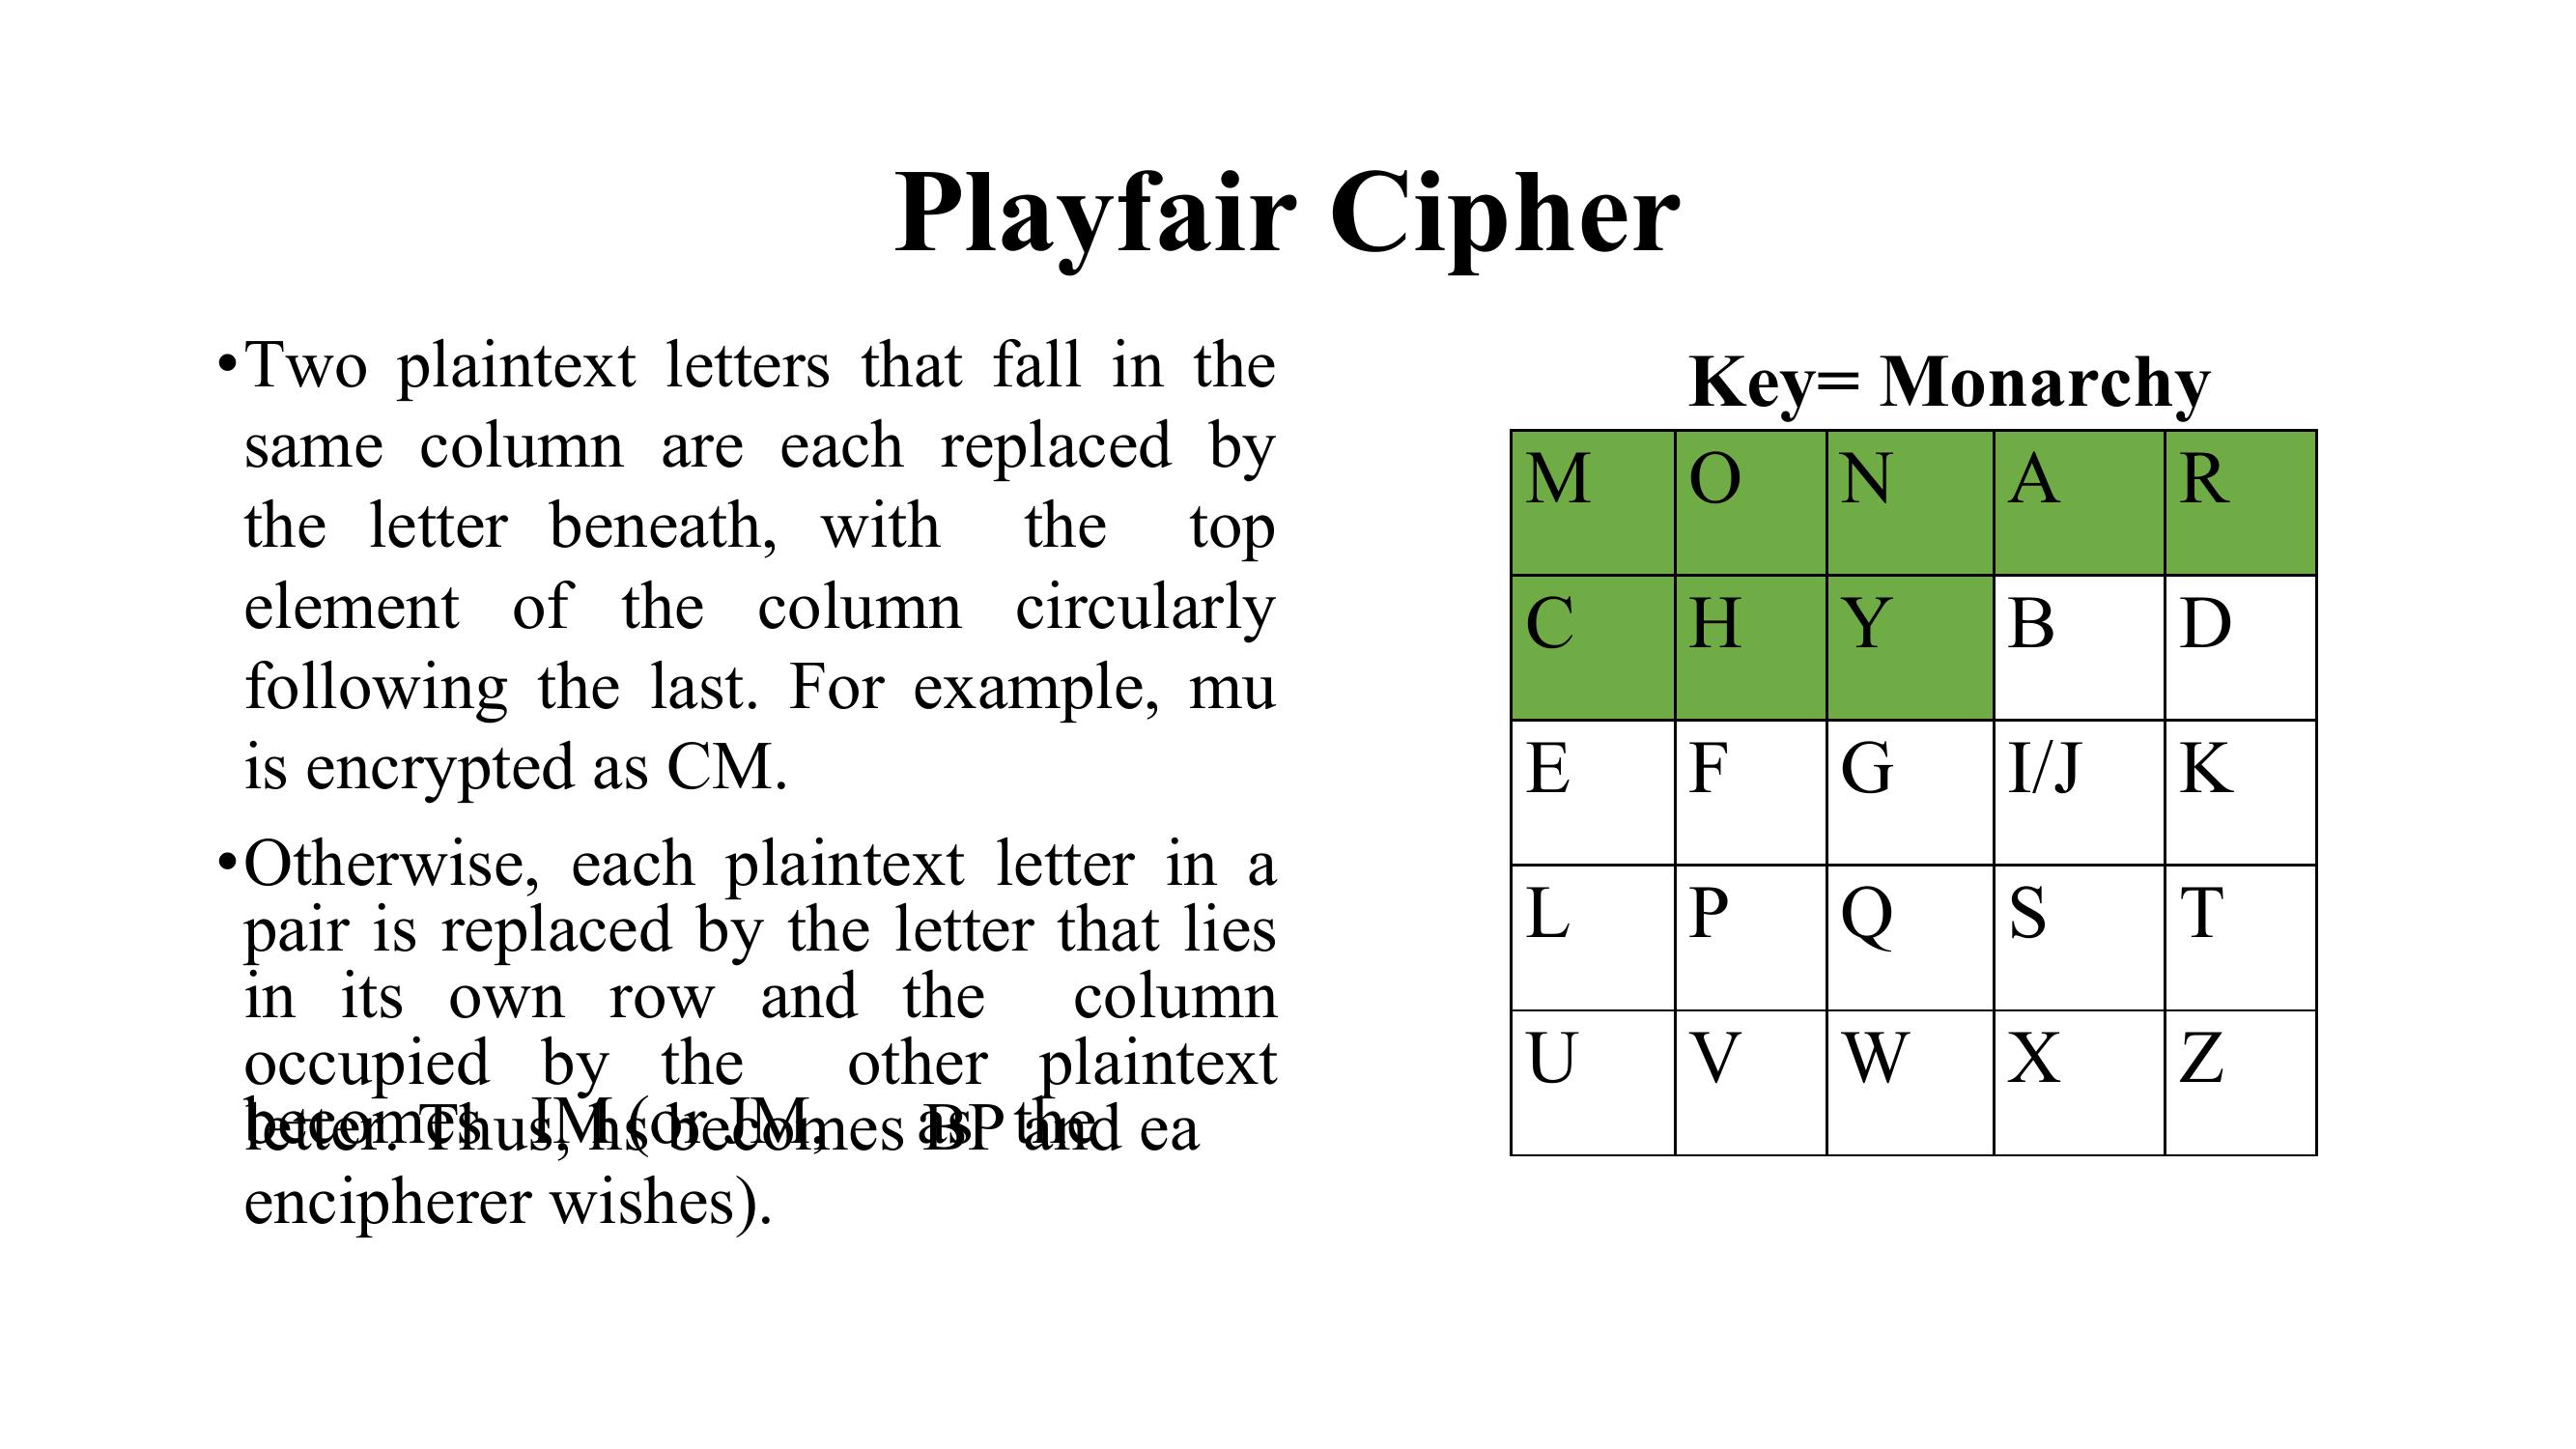 Playfair Cipher
•Two plaintext letters that fall in the
same column are each replaced by
the letter beneath, with the top
element of the column circularly
following the last. For example, mu
is encrypted as CM.
•Otherwise, each plaintext letter in a
pair is replaced by the letter that lies
in its own row and the column
occupied by the other plaintext
letter. Thus, hs becomes BP and ea
becomes IM (or JM, as the
encipherer wishes).
Key= Monarchy
M O N A R
C H Y B D
E F G I/J K
L P Q S T
U V W X Z